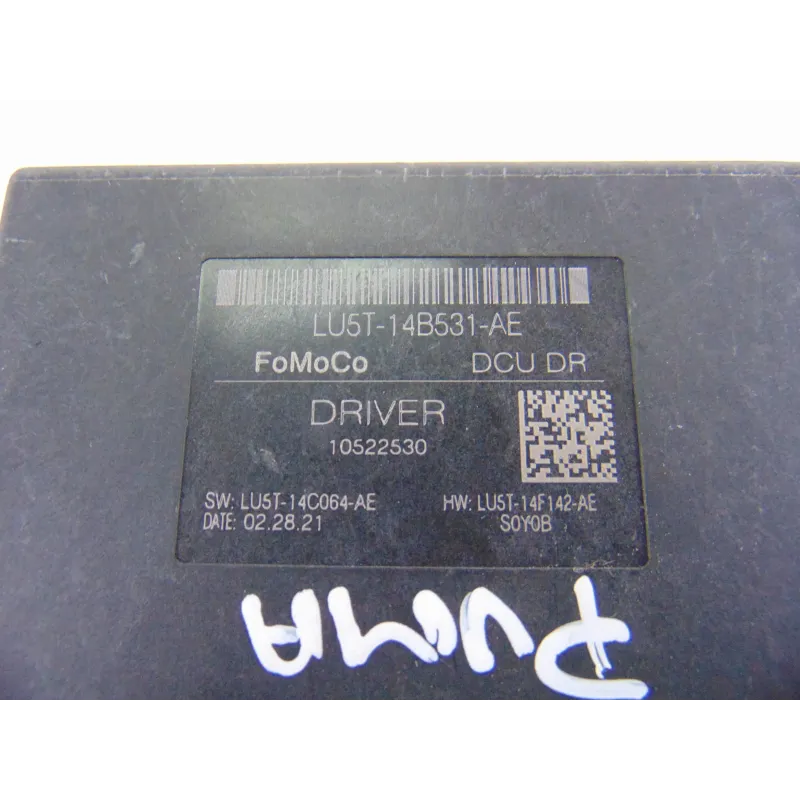 LU5T-14B531-AE
FoMoCo DCU DR
DRIVER
10522530
SW: LU5T-14C064-AE HW: LU5T-14F142-AE
DATE: 02.28.21 S0Y0B
PUMA